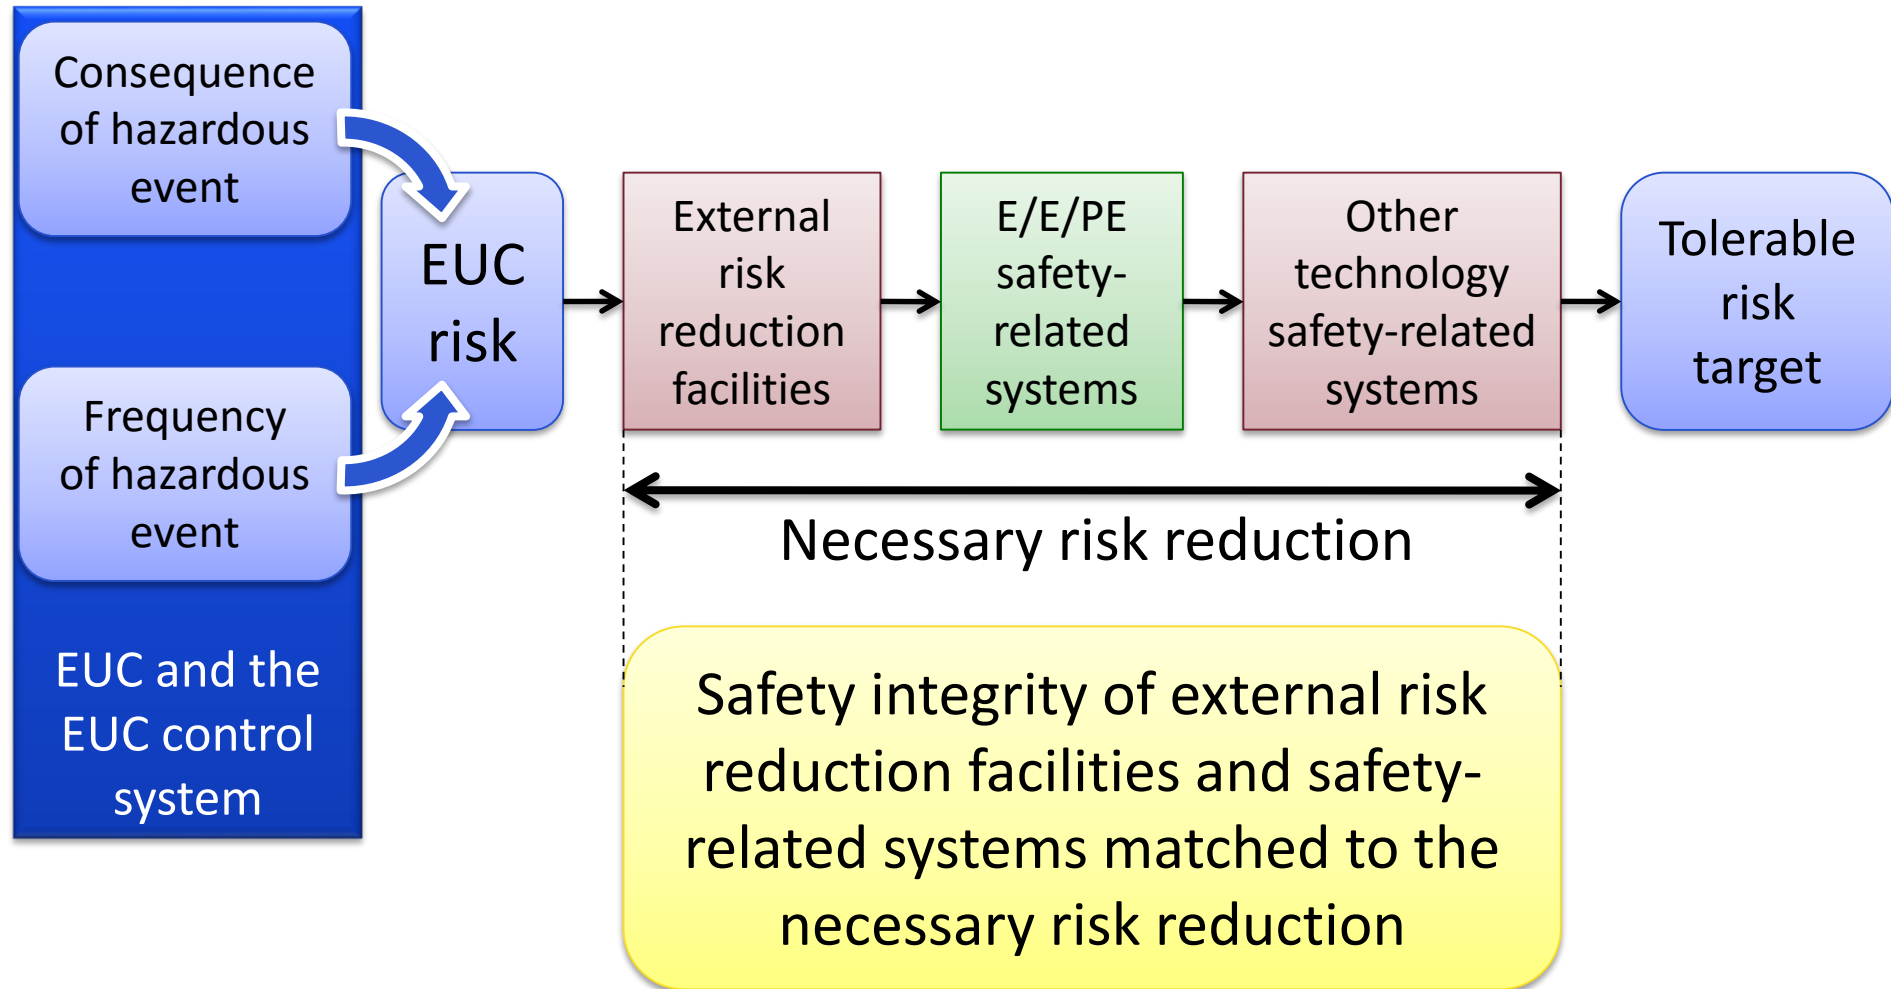 Consequence
of hazardous
event
Frequency
of hazardous
event
EUC and the
EUC control
system
EUC
risk
External
risk
reduction
facilities
E/E/PE
safety-
related
systems
Other
technology
safety-related
systems
Tolerable
risk
target
Necessary risk reduction
Safety integrity of external risk
reduction facilities and safety-
related systems matched to the
necessary risk reduction